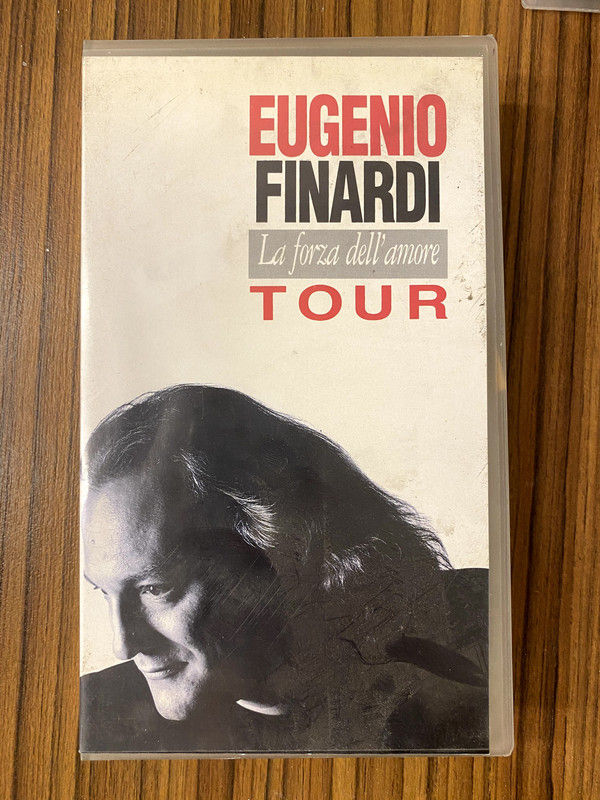 EUGENIO
FINARDI
La forza dell'amore
TOUR